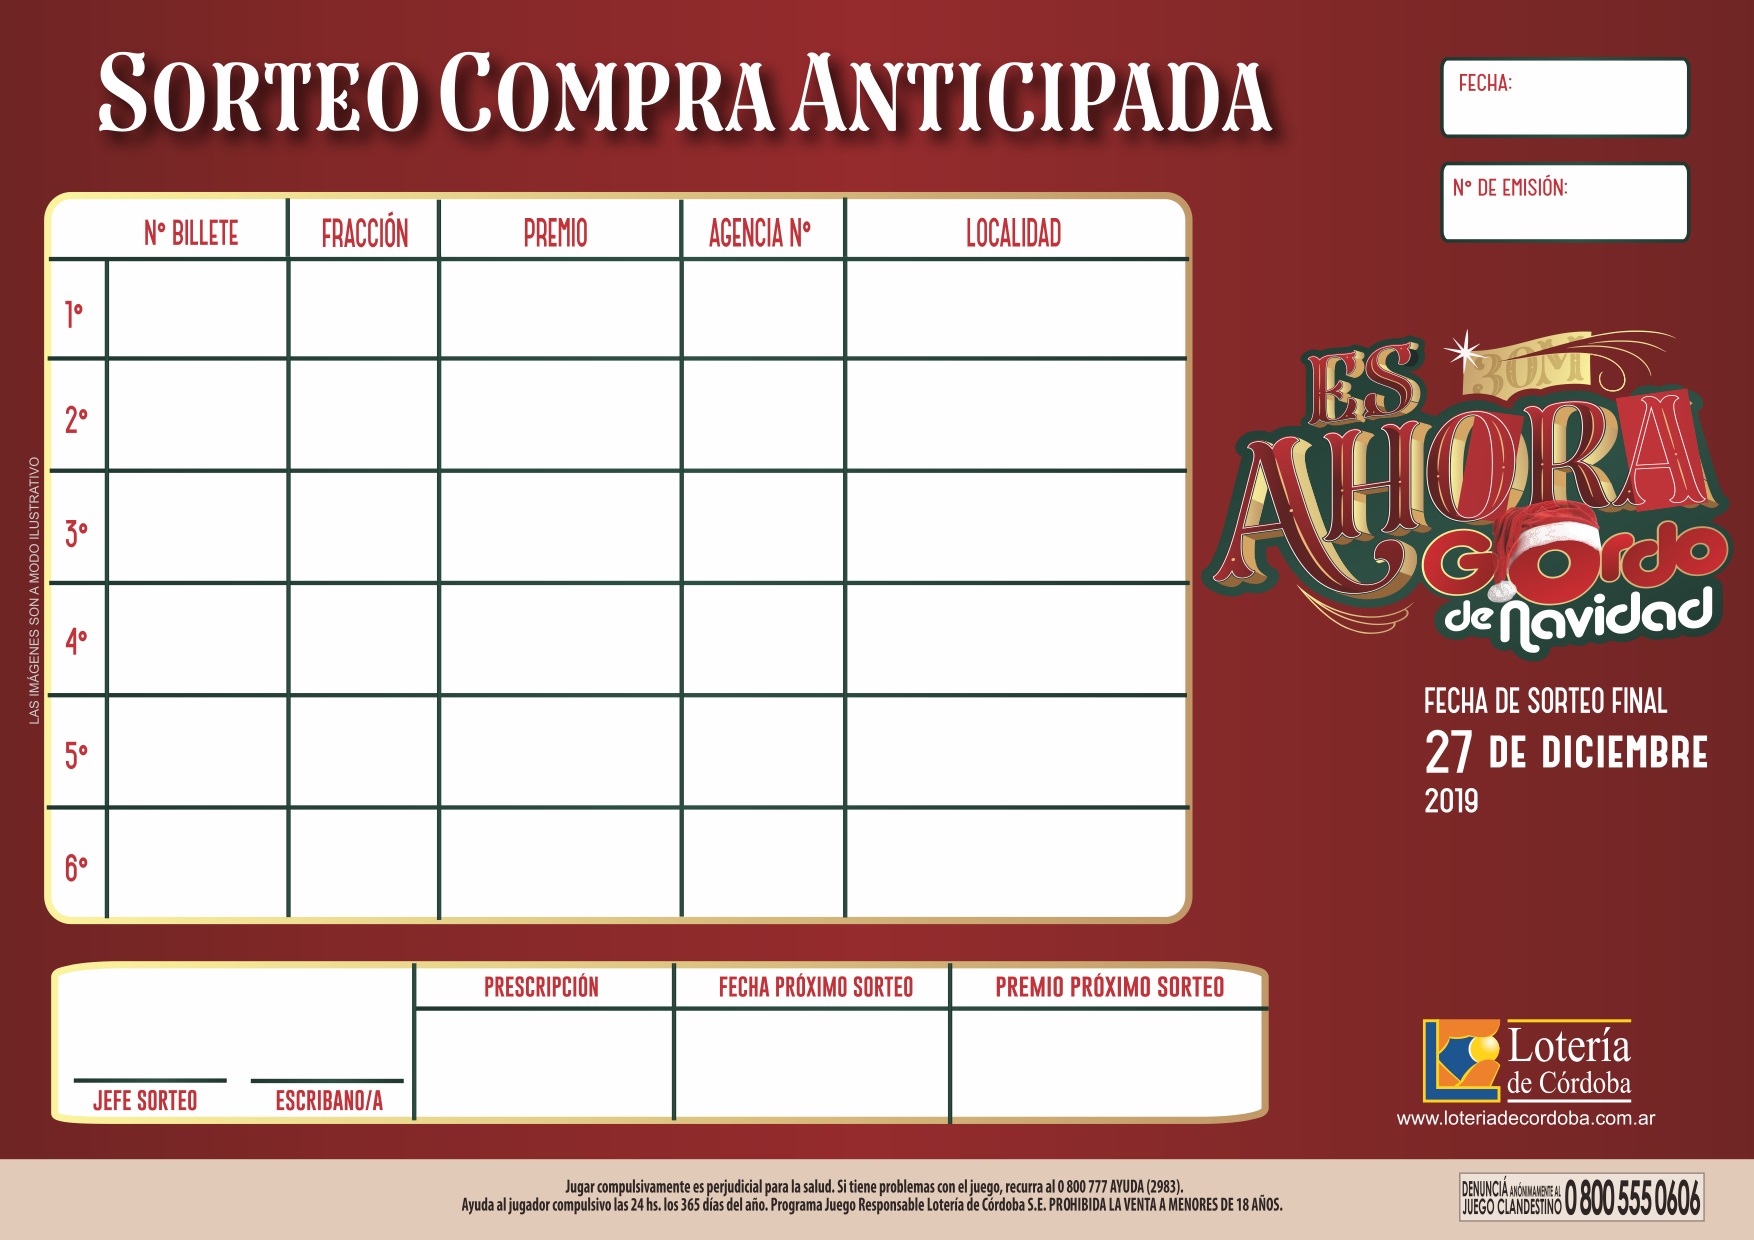 SORTEO COMPRA ANTICIPADA
FECHA:
Nº DE EMISIÓN:
Nº BILLETE FRACCIÓN PREMIO AGENCIA Nº LOCALIDAD
1º
2º
3º
4º
5º
6º
LAS IMÁGENES SON A MODO ILUSTRATIVO
ES
AHORA
Gordo
de Navidad
FECHA DE SORTEO FINAL
27 DE DICIEMBRE
2019
PRESCRIPCIÓN FECHA PRÓXIMO SORTEO PREMIO PRÓXIMO SORTEO
JEFE SORTEO ESCRIBANO/A
Lotería
de Córdoba
www.loteriadecordoba.com.ar
Jugar compulsivamente es perjudicial para la salud. Si tiene problemas con el juego, recurra al 0 800 777 AYUDA (2983).
Ayuda al jugador compulsivo las 24 hs. los 365 días del año. Programa Juego Responsable Lotería de Córdoba S.E. PROHIBIDA LA VENTA A MENORES DE 18 AÑOS.
DENUNCIÁ ANÓNIMAMENTE AL
JUEGO CLANDESTINO 0 800 555 0606